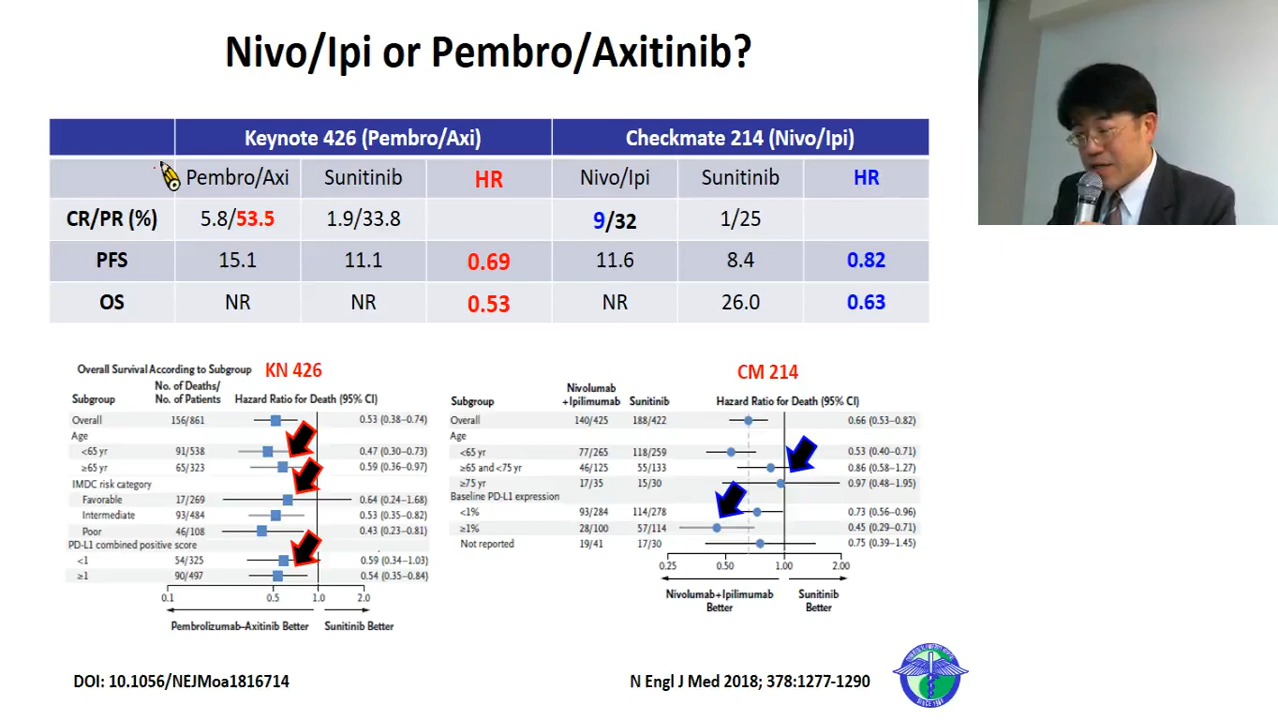 Nivo/Ipi or Pembro/Axitinib?
Keynote 426 (Pembro/Axi) Checkmate 214 (Nivo/Ipi)
Pembro/Axi Sunitinib HR Nivo/Ipi Sunitinib HR
CR/PR (%) 5.8/53.5 1.9/33.8 9/32 1/25
PFS 15.1 11.1 0.69 11.6 8.4 0.82
OS NR NR 0.53 NR 26.0 0.63
Overall Survival According to Subgroup KN 426
No. of Deaths/
Subgroup No. of Patients Hazard Ratio for Death (95% CI)
Overall 156/861 0.53 (0.38–0.74)
Age
<65 yr 91/538 0.47 (0.30–0.73)
≥65 yr 65/323 0.59 (0.36–0.97)
IMDC risk category
Favorable 17/269 0.64 (0.24–1.68)
Intermediate 93/484 0.53 (0.35–0.82)
Poor 46/108 0.43 (0.23–0.81)
PD-L1 combined positive score
<1 54/325 0.59 (0.34–1.03)
≥1 90/497 0.54 (0.35–0.84)
0.1 0.5 1.0 2.0
Pembrolizumab–Axitinib Better Sunitinib Better
CM 214
Nivolumab
Subgroup +Ipilimumab Sunitinib Hazard Ratio for Death (95% CI)
Overall 140/425 188/422 0.66 (0.53–0.82)
Age
<65 yr 77/265 118/259 0.53 (0.40–0.71)
≥65 and <75 yr 46/125 55/133 0.86 (0.58–1.27)
≥75 yr 17/35 15/30 0.97 (0.48–1.95)
Baseline PD-L1 expression
<1% 93/284 114/278 0.73 (0.56–0.96)
≥1% 28/100 57/114 0.45 (0.29–0.71)
Not reported 19/41 17/30 0.75 (0.39–1.45)
0.25 0.50 1.00 2.00
Nivolumab+Ipilimumab Sunitinib
Better Better
DOI: 10.1056/NEJMoa1816714
N Engl J Med 2018; 378:1277-1290